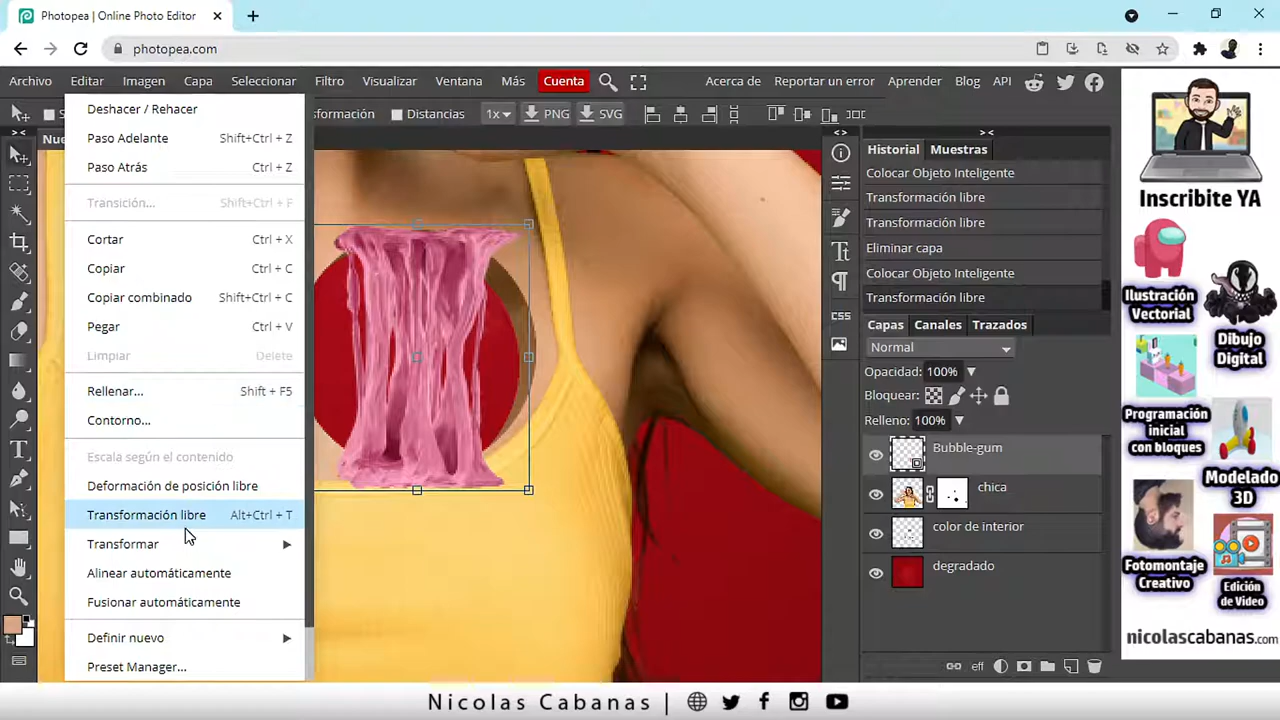 Photopea | Online Photo Editor
photopea.com
Archivo Editar Imagen Capa Seleccionar Filtro Visualizar Ventana Más Cuenta Acerca de Reportar un error Aprender Blog API
Deshacer / Rehacer
Paso Adelante Shift+Ctrl + Z
Paso Atrás Ctrl + Z
Transición... Shift+Ctrl + F
Cortar Ctrl + X
Copiar Ctrl + C
Copiar combinado Shift+Ctrl + C
Pegar Ctrl + V
Limpiar Delete
Rellenar... Shift + F5
Contorno...
Escala según el contenido
Deformación de posición libre
Transformación libre Alt+Ctrl + T
Transformar
Alinear automáticamente
Fusionar automáticamente
Definir nuevo
Preset Manager...
S
formación Distancias 1x PNG SVG
Nue
> <
Historial Muestras
Colocar Objeto Inteligente
Transformación libre
Transformación libre
Eliminar capa
Colocar Objeto Inteligente
Transformación libre
CSS
Capas Canales Trazados
Normal
Opacidad: 100%
Bloquear:
Relleno: 100%
Bubble-gum
chica
color de interior
degradado
eff
Inscribite YA
Ilustración
Vectorial
Dibujo
Digital
Programación
inicial
con bloques
Modelado
3D
Fotomontaje
Creativo
Edición
de Video
nicolascabanas.com
Nicolas Cabanas |